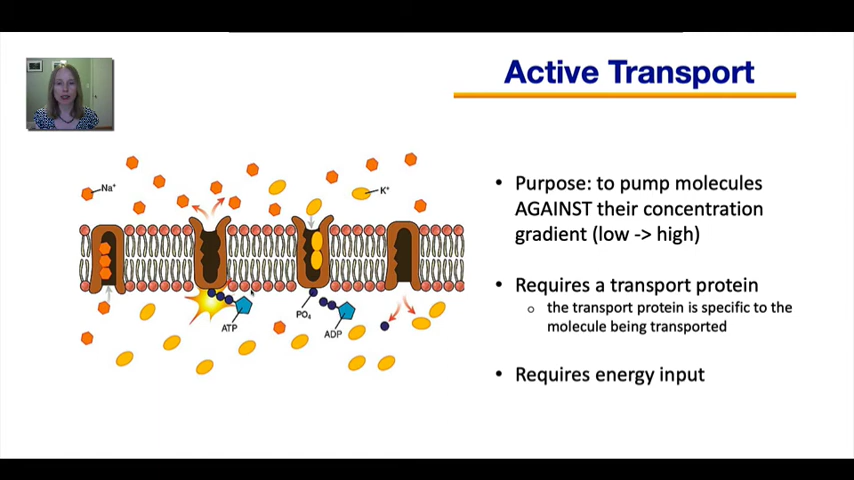 Active Transport
Na⁺
K⁺
ATP
PO₄
ADP
• Purpose: to pump molecules
AGAINST their concentration
gradient (low -> high)
• Requires a transport protein
o the transport protein is specific to the
molecule being transported
• Requires energy input